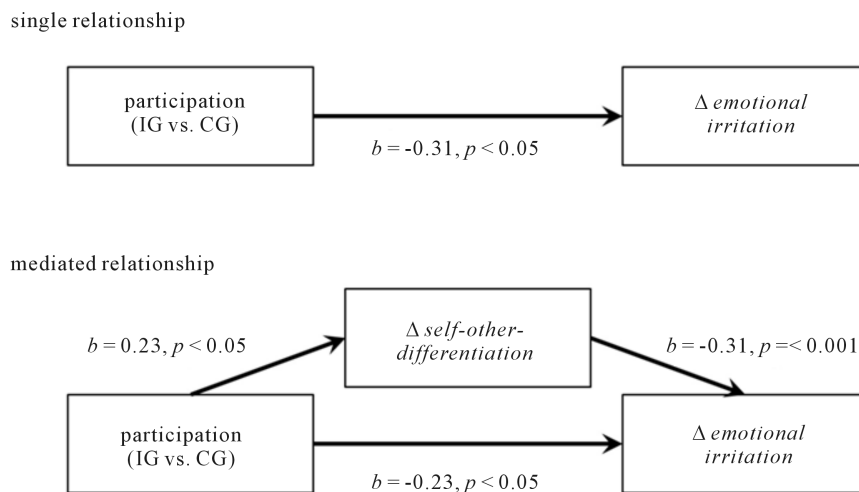 single relationship
participation
(IG vs. CG)
Δ emotional
irritation
b = -0.31, p < 0.05
mediated relationship
Δ self-other-
differentiation
b = 0.23, p < 0.05
b = -0.31, p =< 0.001
participation
(IG vs. CG)
Δ emotional
irritation
b = -0.23, p < 0.05